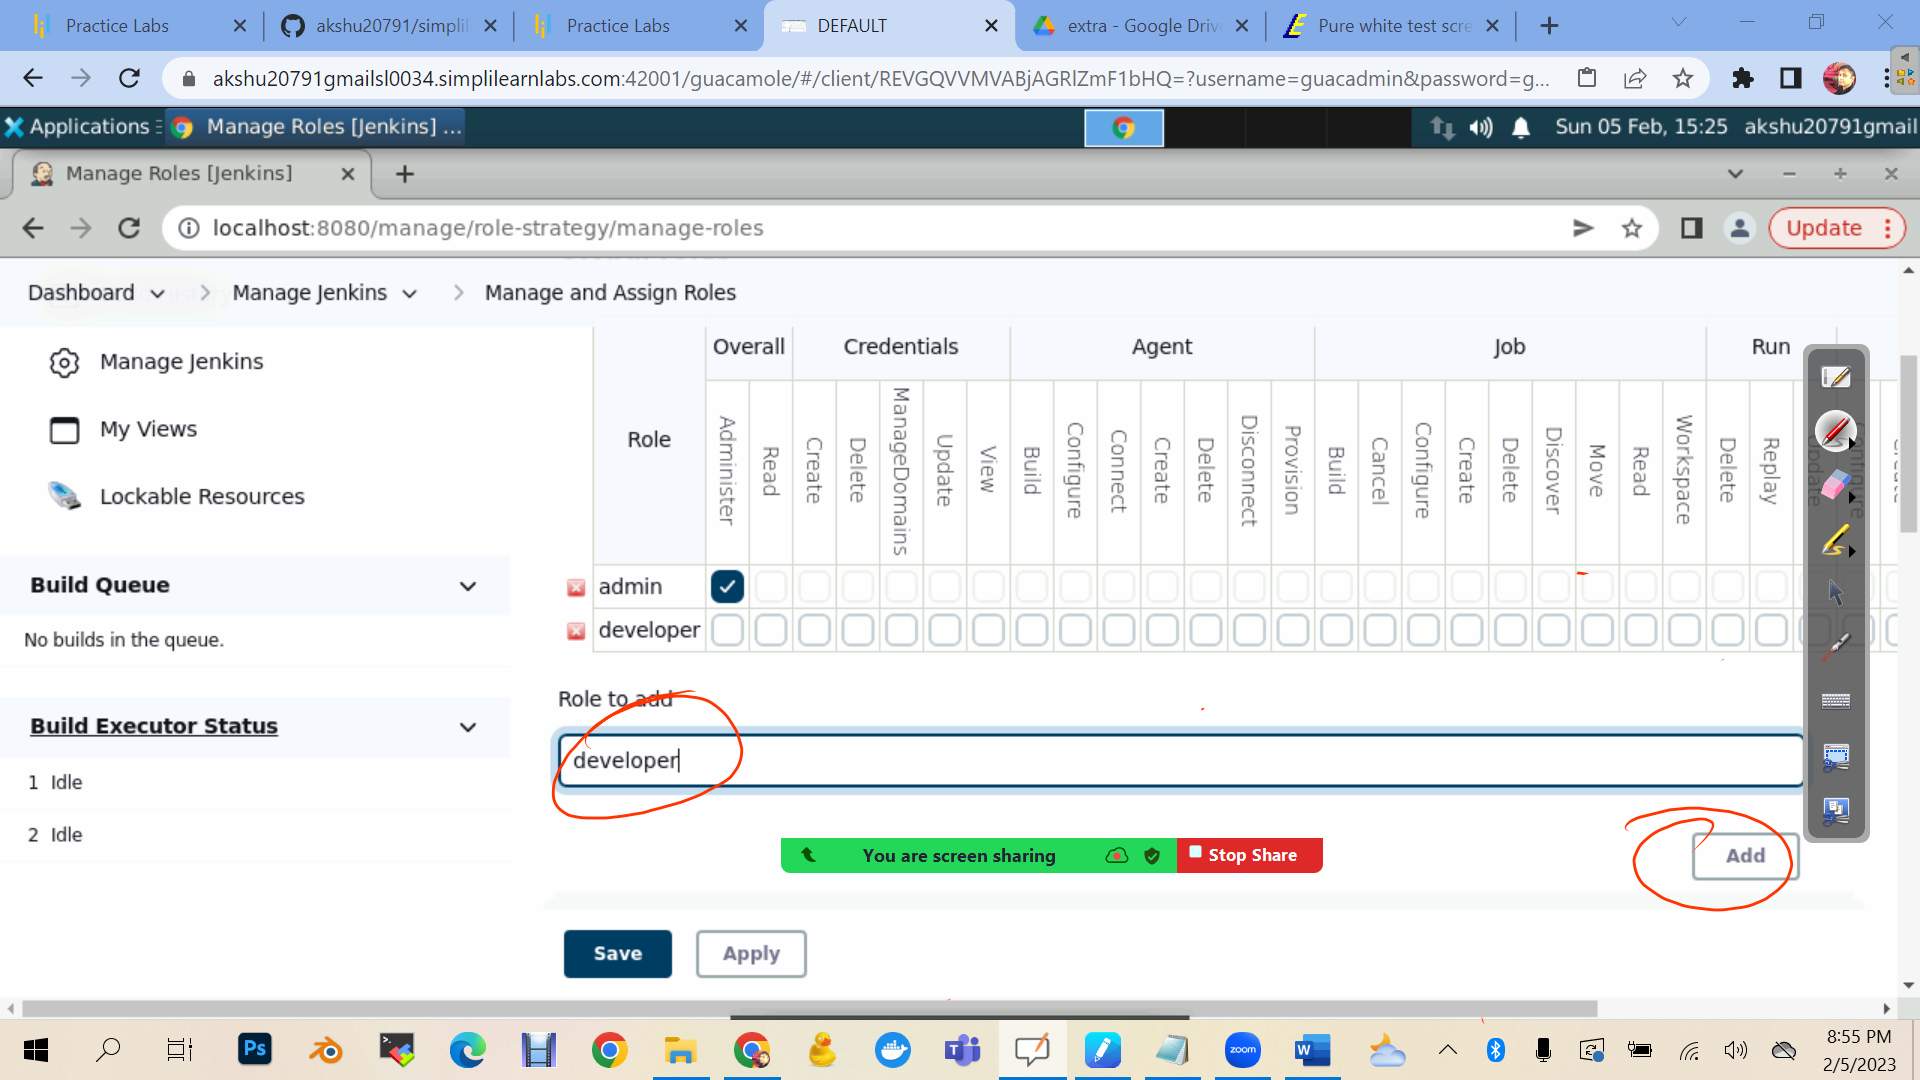 Practice Labs
akshu20791/simplil
Practice Labs
DEFAULT
extra - Google Drive
Pure white test scre
akshu20791gmailsl0034.simplilearnlabs.com:42001/guacamole/#/client/REVGQVVMVABjAGRlZmF1bHQ=?username=guacadmin&password=g...
Applications
Manage Roles [Jenkins] ...
Sun 05 Feb, 15:25
akshu20791gmail
Manage Roles [Jenkins]
localhost:8080/manage/role-strategy/manage-roles
Update
Dashboard
Manage Jenkins
Manage and Assign Roles
Manage Jenkins
My Views
Lockable Resources
Build Queue
No builds in the queue.
Build Executor Status
1 Idle
2 Idle
Overall
Credentials
Agent
Job
Run
Role
Administer
Read
Create
Delete
ManageDomains
Update
View
Build
Configure
Connect
Create
Delete
Disconnect
Provision
Build
Cancel
Configure
Create
Delete
Discover
Move
Read
Workspace
Delete
Replay
Update
Configure
admin
developer
Role to add
developer
Add
You are screen sharing
Stop Share
Save
Apply
Ps
zoom
W
8:55 PM
2/5/2023